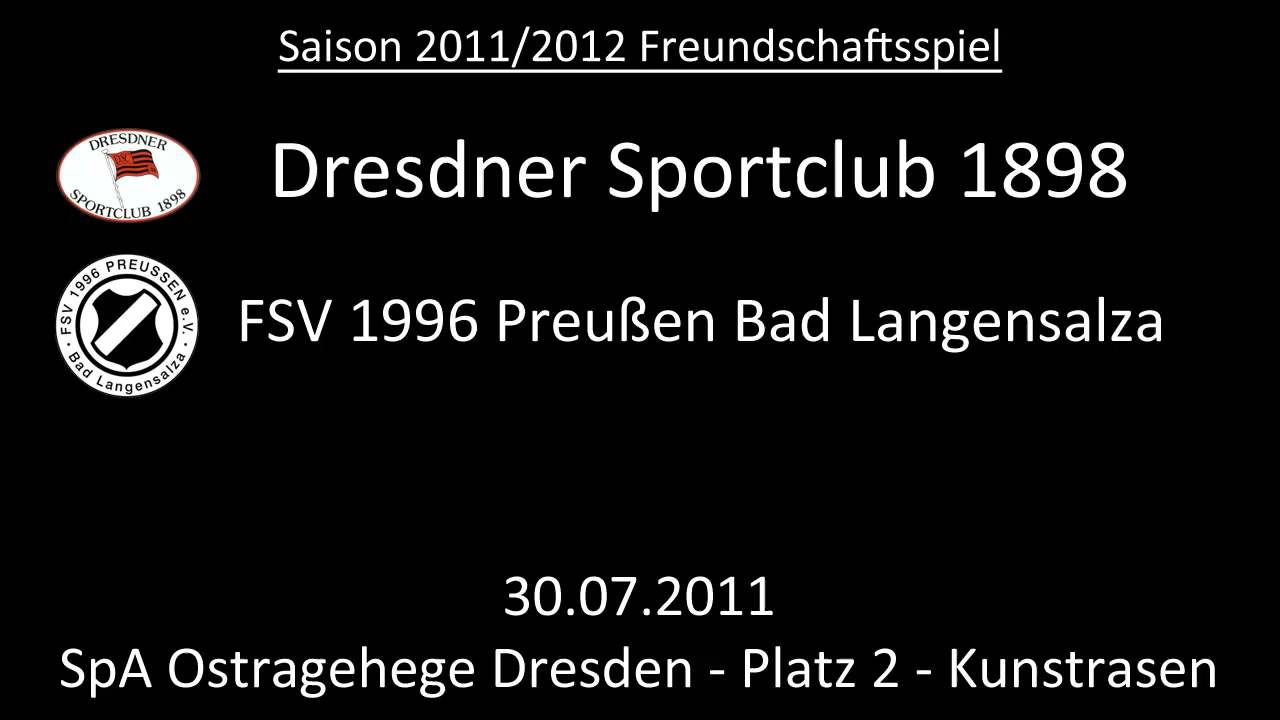 Saison 2011/2012 Freundschaftsspiel
DRESDNER
SPORTCLUB 1898
Dresdner Sportclub 1898
FSV 1996 PREUSSEN e.V.
· Bad Langensalza ·
FSV 1996 Preußen Bad Langensalza
30.07.2011
SpA Ostragehege Dresden - Platz 2 - Kunstrasen